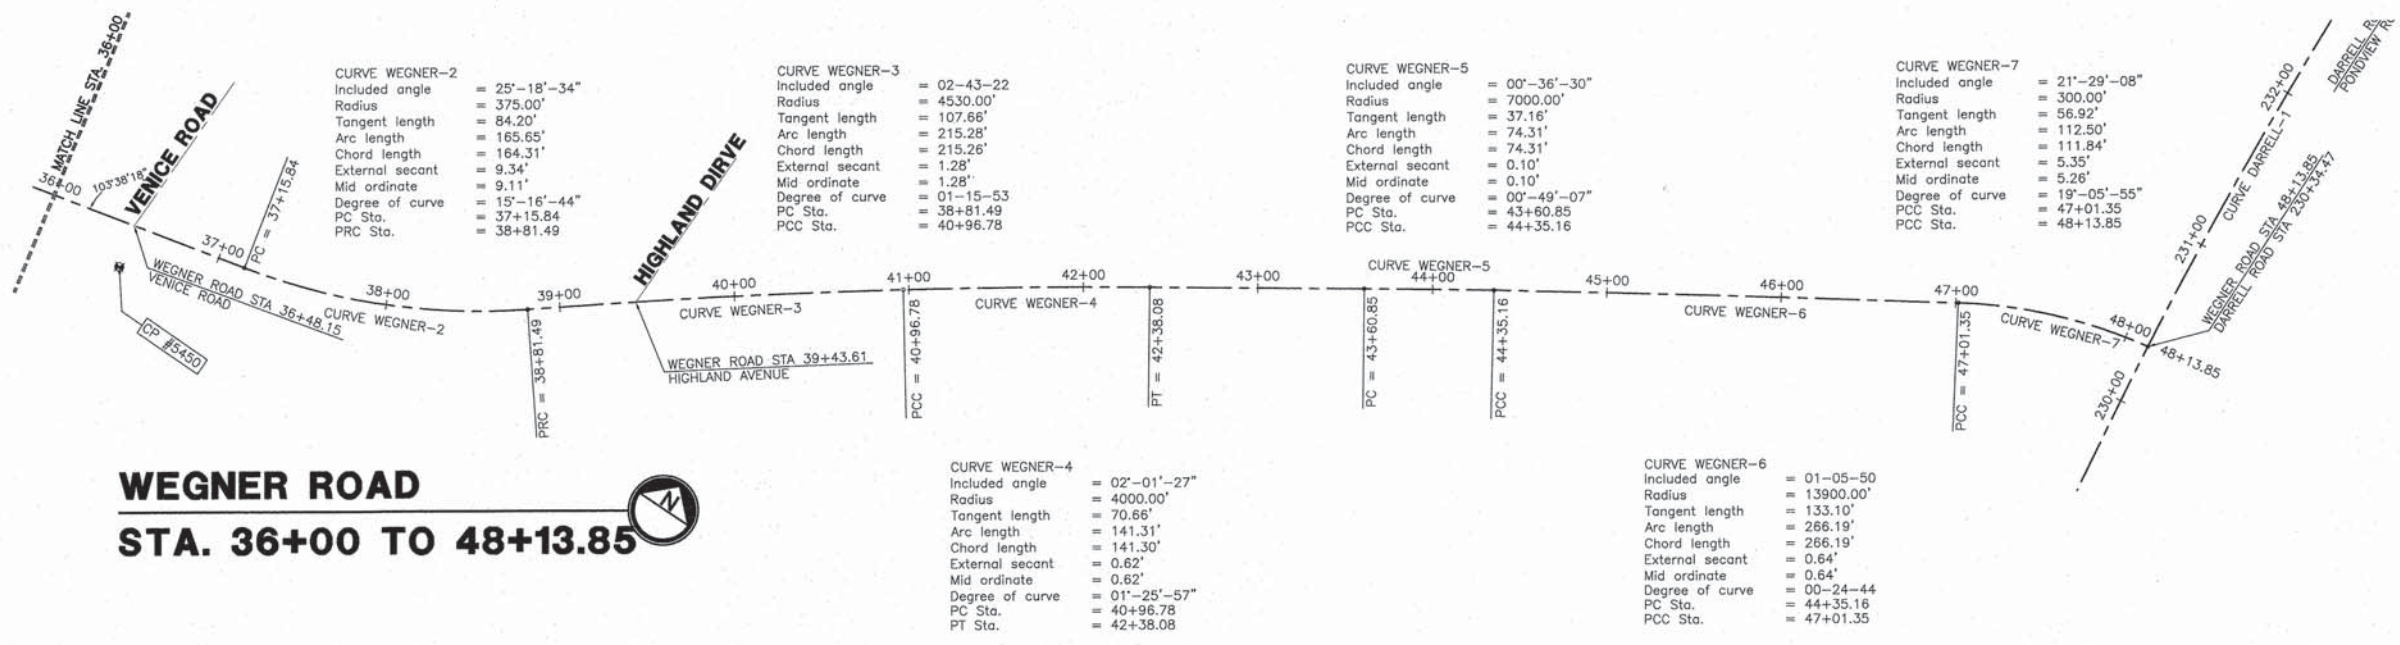 MATCH LINE STA. 36+00
36+00
103°38'18"
VENICE ROAD
37+00
PC = 37+15.84
WEGNER ROAD STA 36+48.15
VENICE ROAD
CP
#5450
CURVE WEGNER-2
Included angle = 25°-18'-34"
Radius = 375.00'
Tangent length = 84.20'
Arc length = 165.65'
Chord length = 164.31'
External secant = 9.34'
Mid ordinate = 9.11'
Degree of curve = 15°-16'-44"
PC Sta. = 37+15.84
PRC Sta. = 38+81.49
38+00
CURVE WEGNER-2
PRC = 38+81.49
39+00
HIGHLAND DIRVE
WEGNER ROAD STA 39+43.61
HIGHLAND AVENUE
CURVE WEGNER-3
Included angle = 02-43-22
Radius = 4530.00'
Tangent length = 107.66'
Arc length = 215.28'
Chord length = 215.26'
External secant = 1.28'
Mid ordinate = 1.28'
Degree of curve = 01-15-53
PC Sta. = 38+81.49
PCC Sta. = 40+96.78
40+00
CURVE WEGNER-3
41+00
PCC = 40+96.78
CURVE WEGNER-4
42+00
PT = 42+38.08
43+00
PC = 43+60.85
CURVE WEGNER-5
Included angle = 00°-36'-30"
Radius = 7000.00'
Tangent length = 37.16'
Arc length = 74.31'
Chord length = 74.31'
External secant = 0.10'
Mid ordinate = 0.10'
Degree of curve = 00°-49'-07"
PC Sta. = 43+60.85
PCC Sta. = 44+35.16
CURVE WEGNER-5
44+00
PCC = 44+35.16
45+00
CURVE WEGNER-6
46+00
47+00
PCC = 47+01.35
CURVE WEGNER-7
Included angle = 21°-29'-08"
Radius = 300.00'
Tangent length = 56.92'
Arc length = 112.50'
Chord length = 111.84'
External secant = 5.35'
Mid ordinate = 5.26'
Degree of curve = 19°-05'-55"
PCC Sta. = 47+01.35
PCC Sta. = 48+13.85
CURVE WEGNER-7
48+00
48+13.85
230+00
231+00
CURVE DARRELL-1
232+00
WEGNER ROAD STA 48+13.85
DARRELL ROAD STA 230+34.47
DARRELL
PONDVIEW
WEGNER ROAD
STA. 36+00 TO 48+13.85
N
CURVE WEGNER-4
Included angle = 02°-01'-27"
Radius = 4000.00'
Tangent length = 70.66'
Arc length = 141.31'
Chord length = 141.30'
External secant = 0.62'
Mid ordinate = 0.62'
Degree of curve = 01°-25'-57"
PC Sta. = 40+96.78
PT Sta. = 42+38.08
CURVE WEGNER-6
Included angle = 01-05-50
Radius = 13900.00'
Tangent length = 133.10'
Arc length = 266.19'
Chord length = 266.19'
External secant = 0.64'
Mid ordinate = 0.64'
Degree of curve = 00-24-44
PC Sta. = 44+35.16
PCC Sta. = 47+01.35